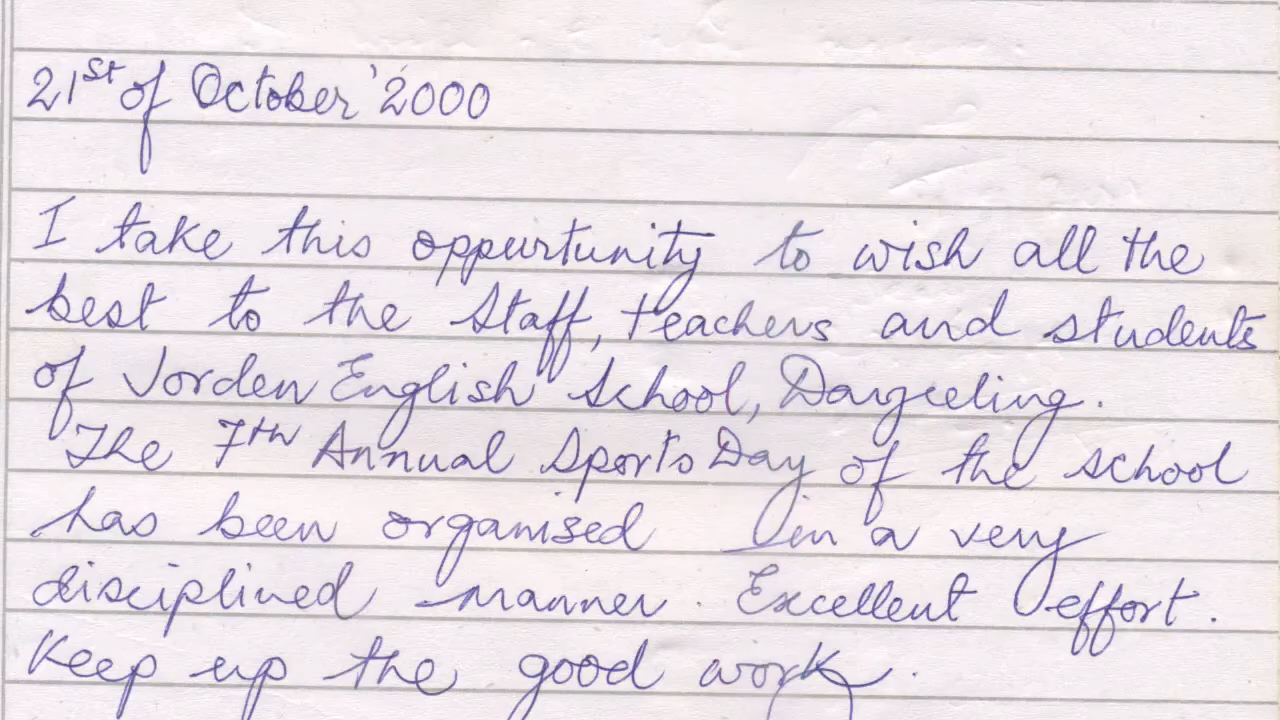 21st of October '2000
I take this oppurtunity to wish all the
best to the Staff, teachers and students
of Jorden English School, Darjeeling.
The 7th Annual Sports Day of the school
has been organised in a very
disciplined manner. Excellent effort.
Keep up the good work.